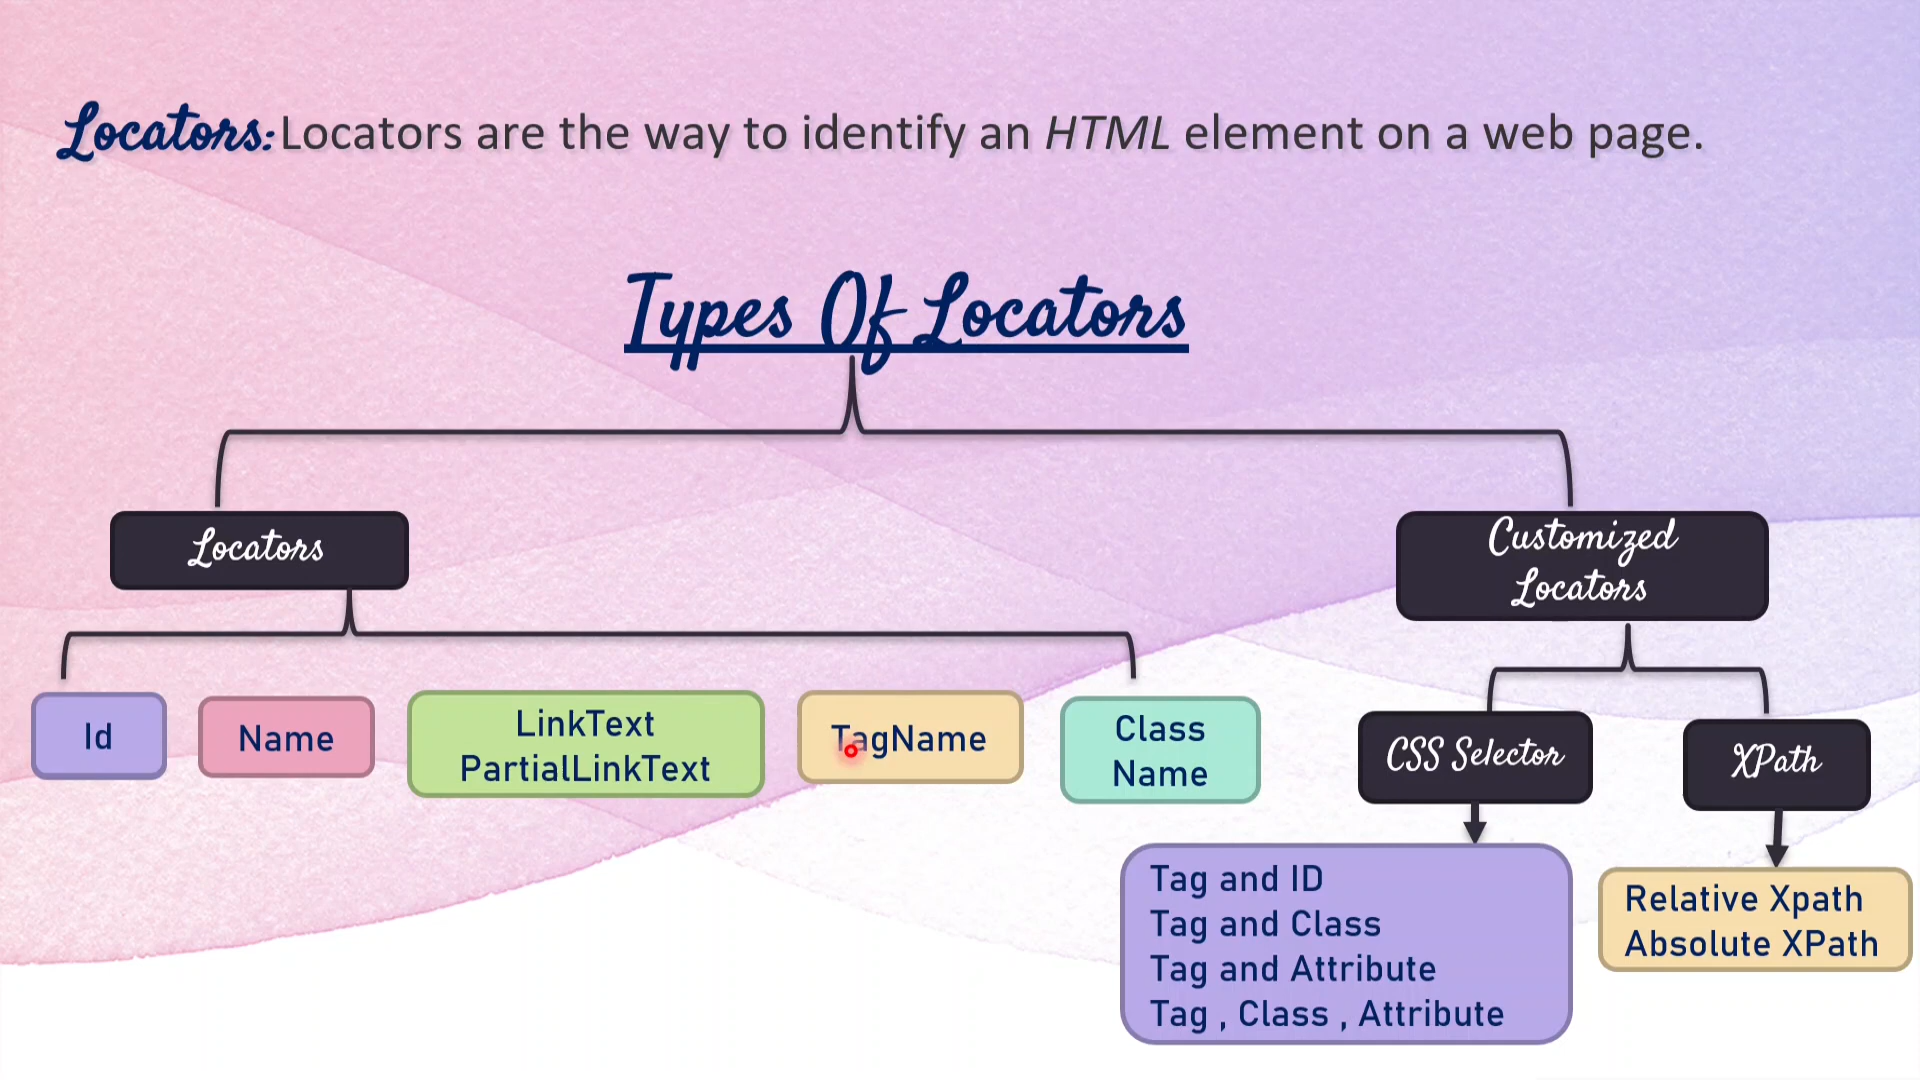 Locators: Locators are the way to identify an HTML element on a web page.
Types Of Locators
Locators
Customized
Locators
Id
Name
LinkText
PartialLinkText
TagName
Class
Name
CSS Selector
XPath
Tag and ID
Tag and Class
Tag and Attribute
Tag , Class , Attribute
Relative Xpath
Absolute XPath